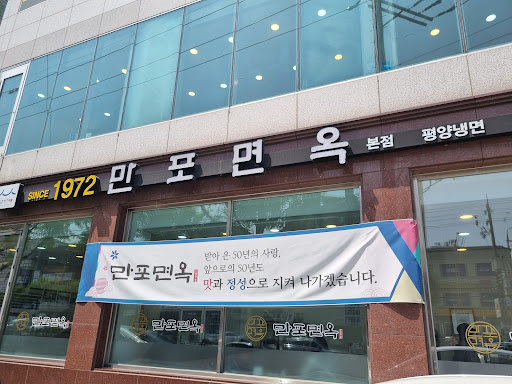 SINCE 1972 만포면옥 본점 평양냉면
만포면옥
받아 온 50년의 사랑,
앞으로의 50년도
맛과 정성으로 지켜 나가겠습니다.
만포면옥
만포면옥
만포면옥